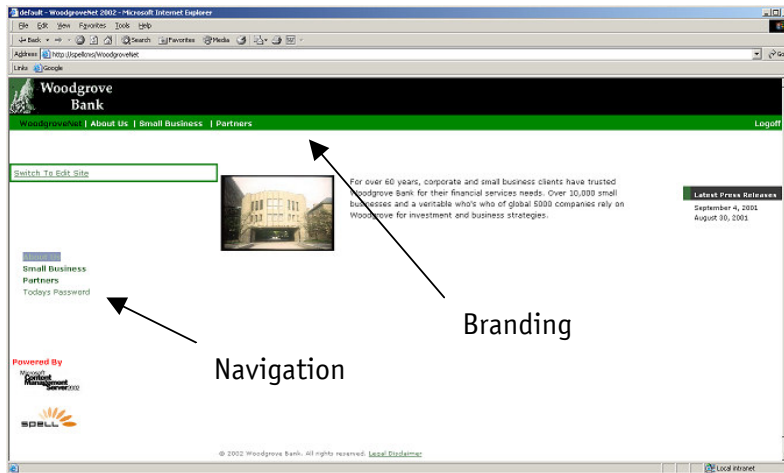 default - WoodgroveNet 2002 - Microsoft Internet Explorer
File Edit View Favorites Tools Help
Back Search Favorites Media
Address http://spellcms/WoodgroveNet Go
Links Google
Woodgrove
Bank
WoodgroveNet | About Us | Small Business | Partners Logoff
Switch To Edit Site
For over 60 years, corporate and small business clients have trusted
Woodgrove Bank for their financial services needs. Over 10,000 small
businesses and a veritable who's who of global 5000 companies rely on
Woodgrove for investment and business strategies.
Latest Press Releases
September 4, 2001
August 30, 2001
About Us
Small Business
Partners
Todays Password
Branding
Navigation
Powered By
Microsoft
Content
Management
Server2002
SPELL
© 2002 Woodgrove Bank. All rights reserved. Legal Disclaimer
Local intranet